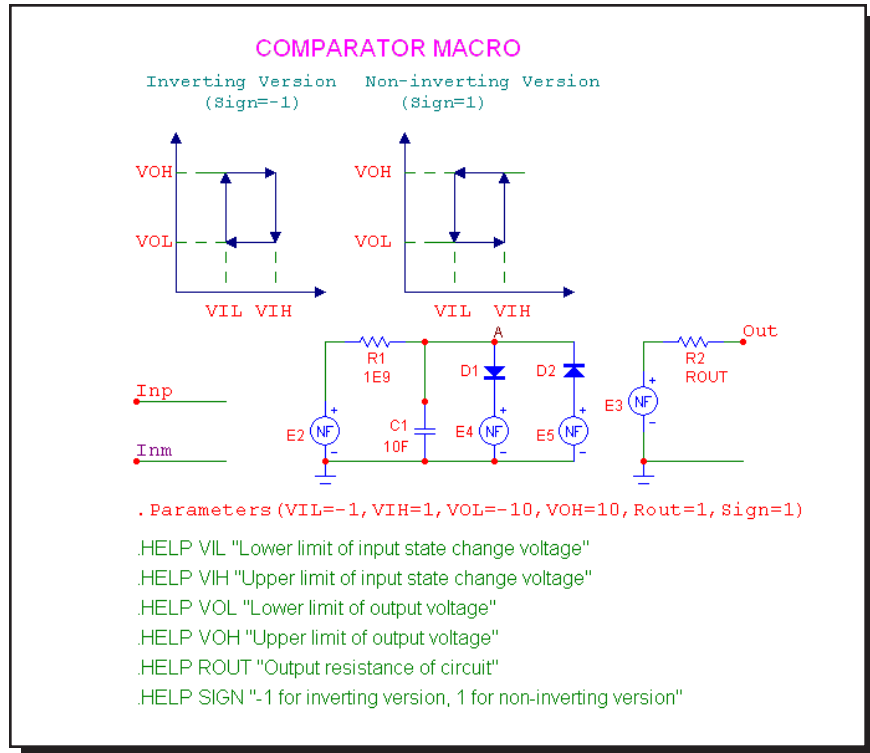 COMPARATOR MACRO
Inverting Version Non-inverting Version
(Sign=-1) (Sign=1)
VOH VOH
VOL VOL
VIL VIH VIL VIH
A
Out
R1 R2
1E9 ROUT
D1 D2
Inp
E3 NF
C1
10F
E2 NF E4 NF E5 NF
Inm
.Parameters(VIL=-1,VIH=1,VOL=-10,VOH=10,Rout=1,Sign=1)
.HELP VIL "Lower limit of input state change voltage"
.HELP VIH "Upper limit of input state change voltage"
.HELP VOL "Lower limit of output voltage"
.HELP VOH "Upper limit of output voltage"
.HELP ROUT "Output resistance of circuit"
.HELP SIGN "-1 for inverting version, 1 for non-inverting version"